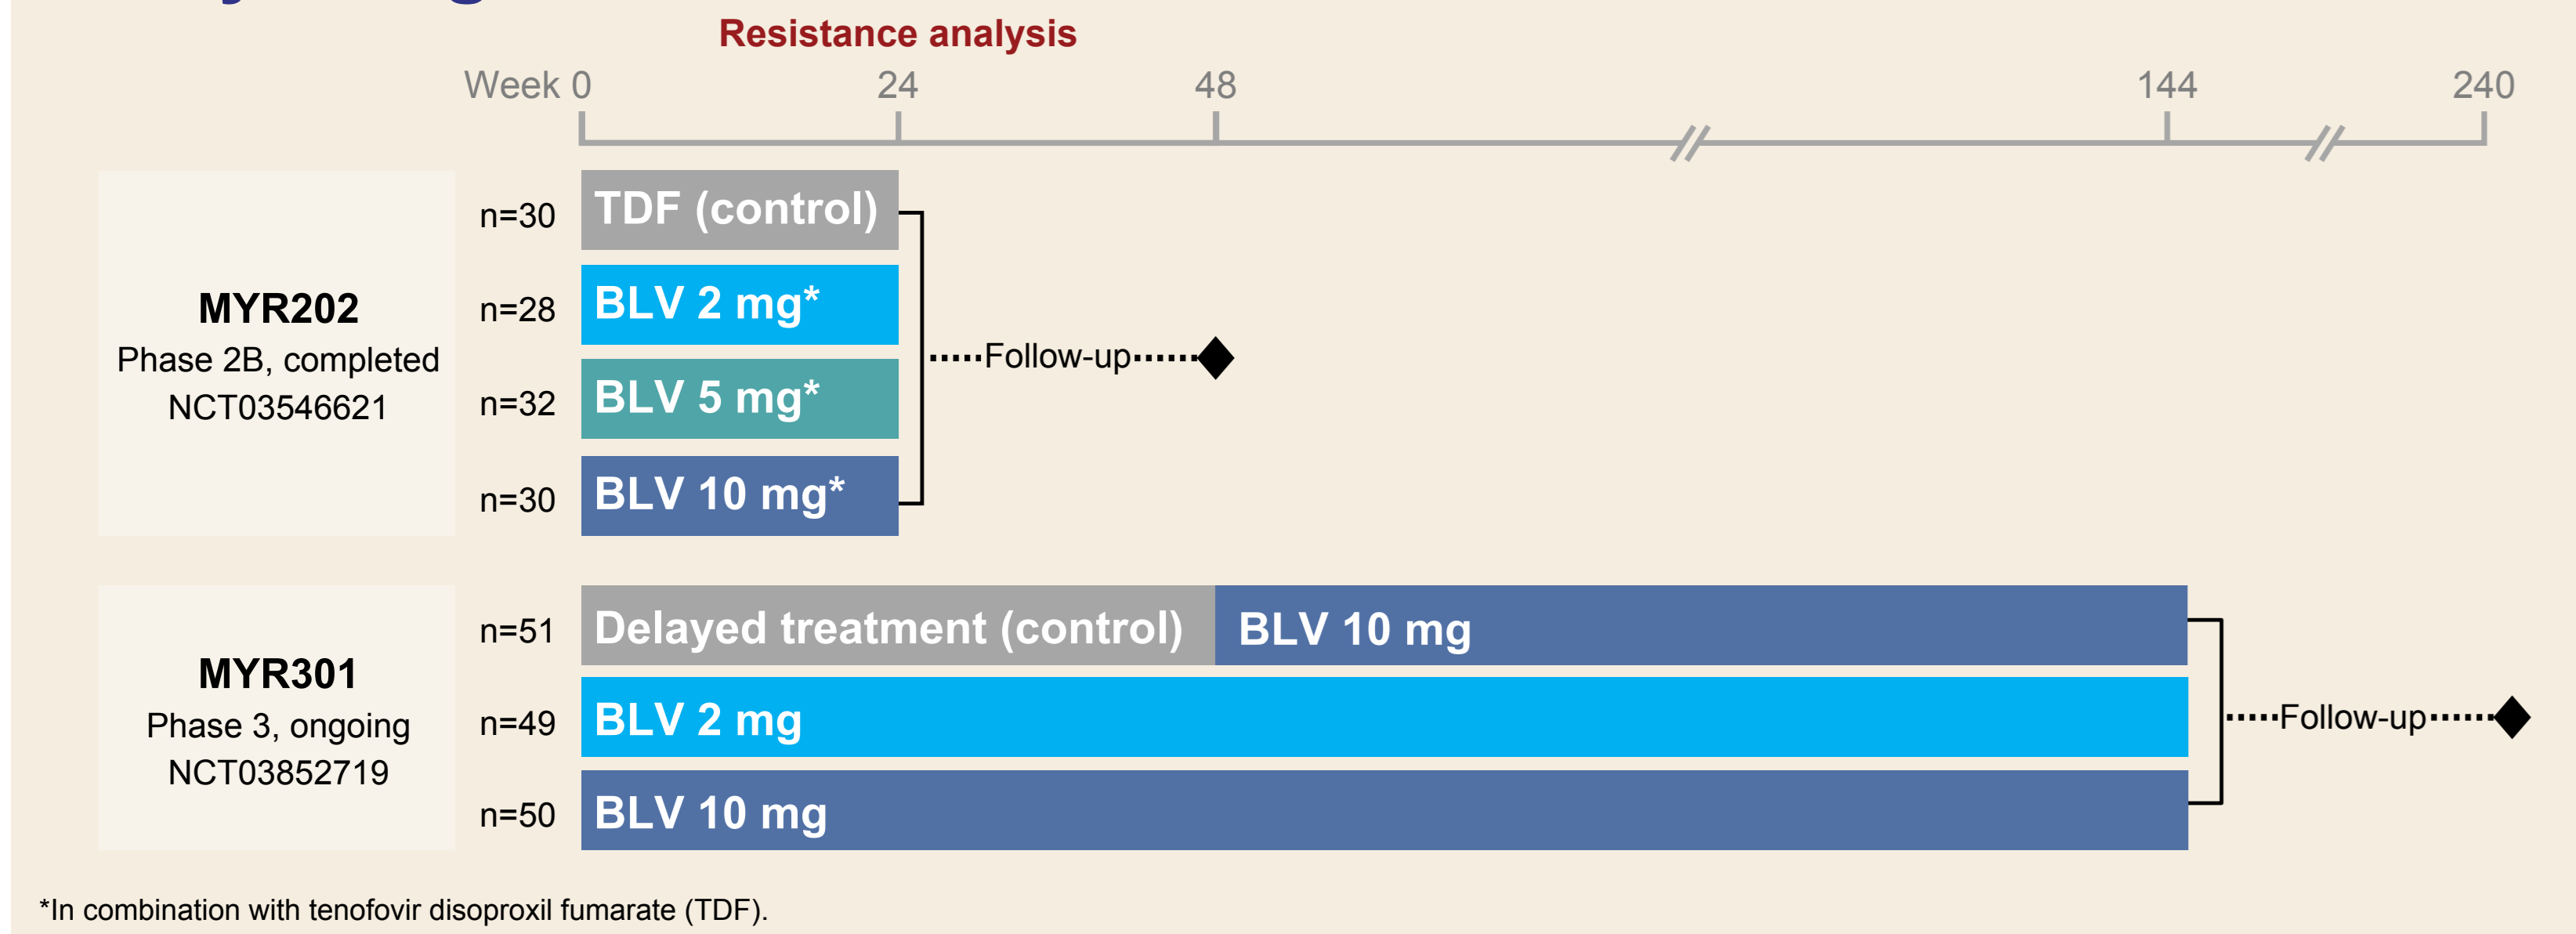 Resistance analysis
Week 0 24 48 144 240
MYR202
Phase 2B, completed
NCT03546621
n=30 TDF (control)
n=28 BLV 2 mg*
n=32 BLV 5 mg*
n=30 BLV 10 mg*
Follow-up
MYR301
Phase 3, ongoing
NCT03852719
n=51 Delayed treatment (control) BLV 10 mg
n=49 BLV 2 mg
n=50 BLV 10 mg
Follow-up
*In combination with tenofovir disoproxil fumarate (TDF).